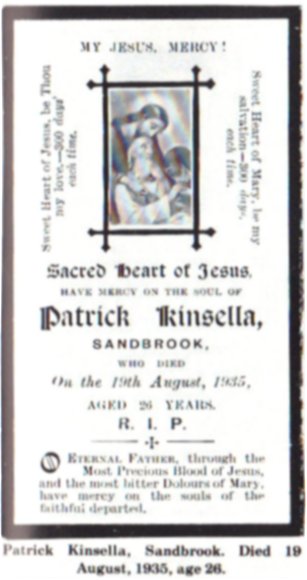 MY JESUS, MERCY!
Sweet Heart of Jesus, be Thou
my love.—300 days'
each time.
Sweet Heart of Mary, be my
salvation—300 days,
each time.
Sacred Heart of Jesus,
HAVE MERCY ON THE SOUL OF
Patrick Kinsella,
SANDBROOK,
WHO DIED
On the 19th August, 1935,
AGED 26 YEARS.
R. I. P.
O ETERNAL FATHER, through the
Most Precious Blood of Jesus,
and the most bitter Dolours of Mary,
have mercy on the souls of the
faithful departed.
Patrick Kinsella, Sandbrook. Died 19
August, 1935, age 26.